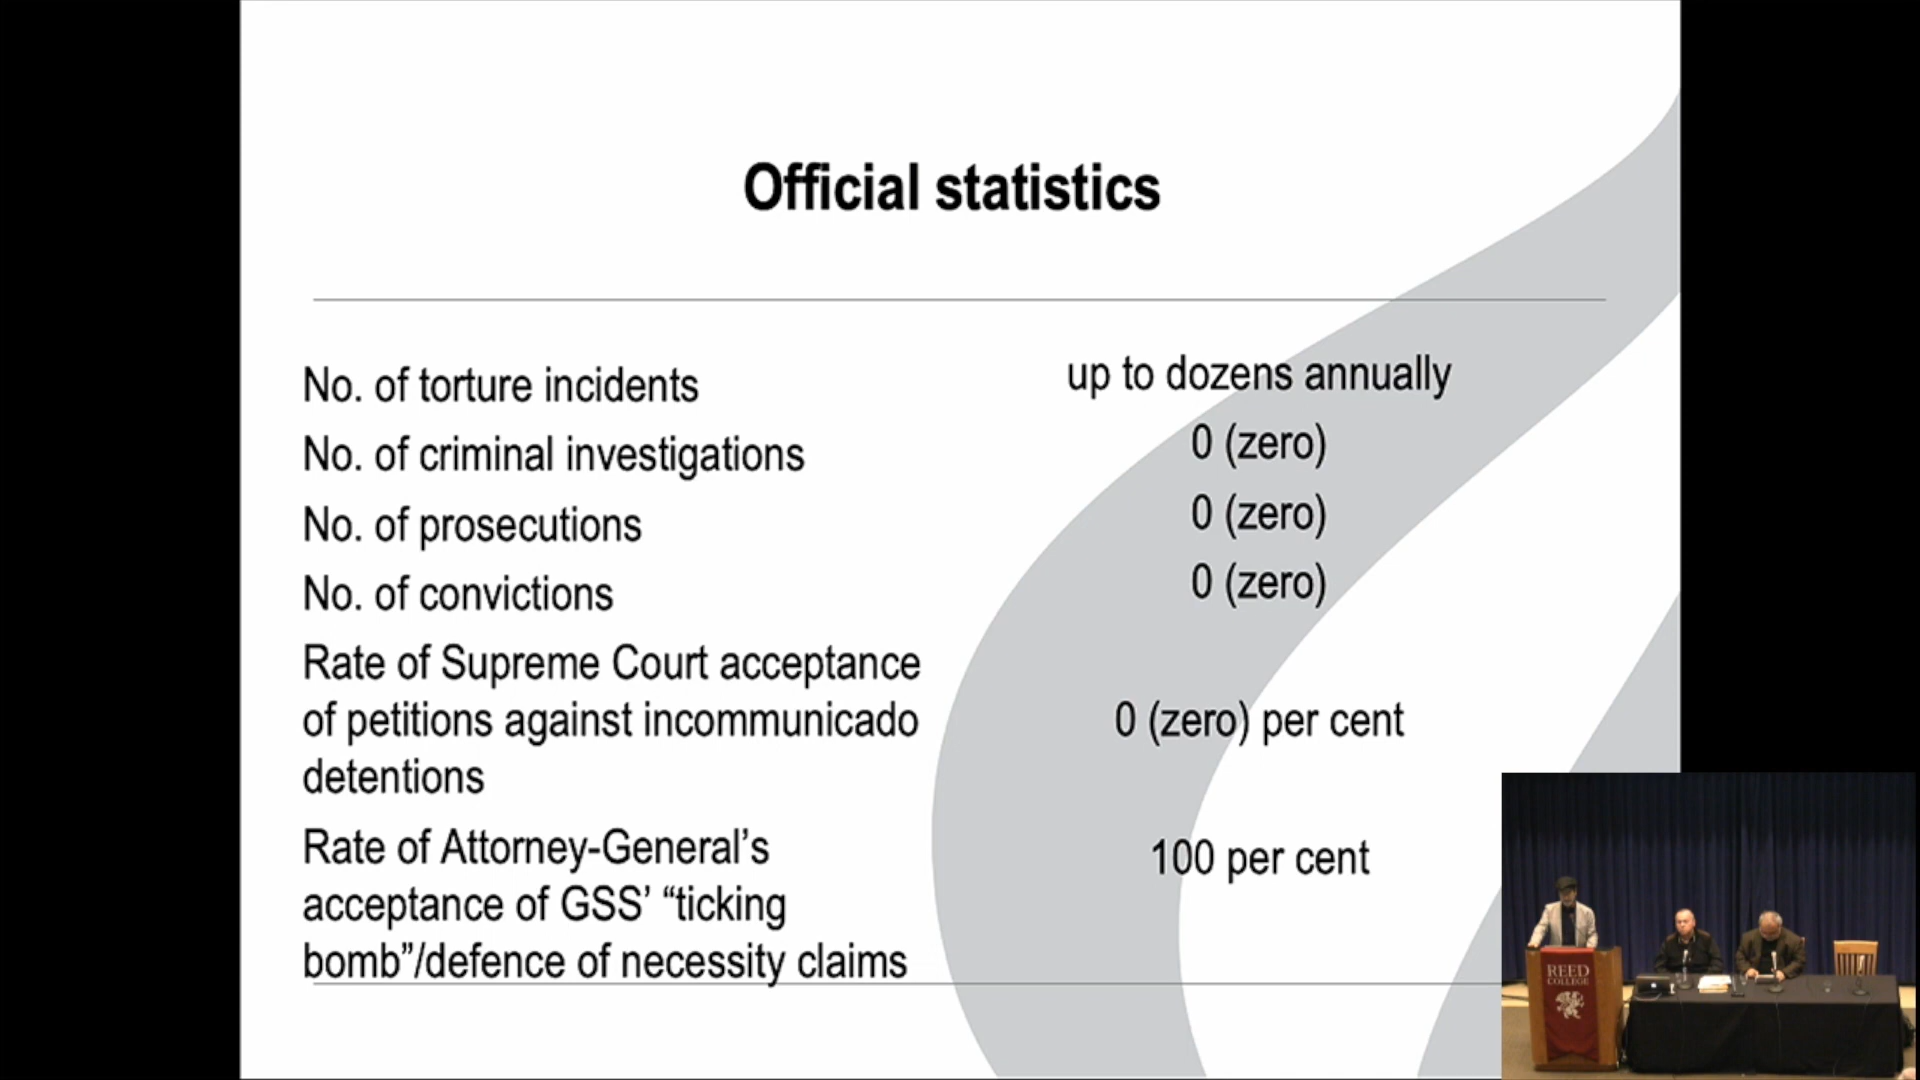 Official statistics
No. of torture incidents
up to dozens annually
No. of criminal investigations
0 (zero)
No. of prosecutions
0 (zero)
No. of convictions
0 (zero)
Rate of Supreme Court acceptance
of petitions against incommunicado
detentions
0 (zero) per cent
Rate of Attorney-General’s
acceptance of GSS’ “ticking
bomb”/defence of necessity claims
100 per cent
REED
COLLEGE